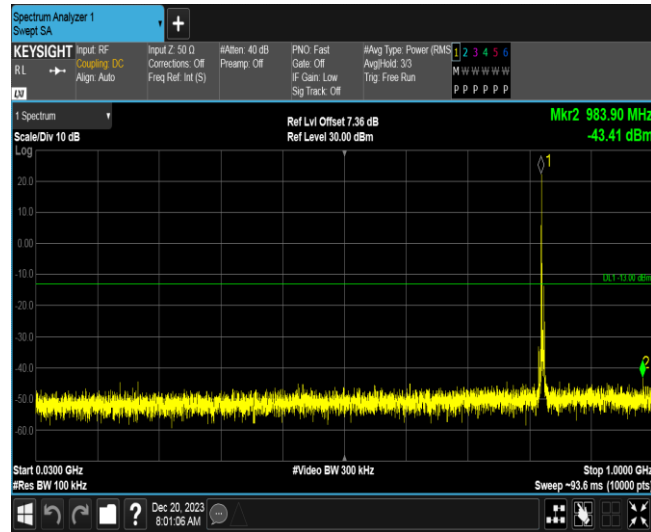 Spectrum Analyzer 1
Swept SA
+
KEYSIGHT Input: RF Input Z: 50 Ω #Atten: 40 dB PNO: Fast #Avg Type: Power (RMS 1 2 3 4 5 6
RL Coupling: DC Corrections: Off Preamp: Off Gate: Off Avg|Hold: 3/3 M W W W W W
Align: Auto Freq Ref: Int (S) IF Gain: Low Trig: Free Run
LXI Sig Track: Off P P P P P P
1 Spectrum Ref Lvl Offset 7.36 dB Mkr2 983.90 MHz
Scale/Div 10 dB Ref Level 30.00 dBm -43.41 dBm
Log
1
20.0
10.0
0.00
-10.0
DL1 -13.00 dBm
-20.0
-30.0
-40.0
2
-50.0
-60.0
Start 0.0300 GHz #Video BW 300 kHz Stop 1.0000 GHz
#Res BW 100 kHz Sweep ~93.6 ms (10000 pts)
? Dec 20, 2023
8:01:06 AM